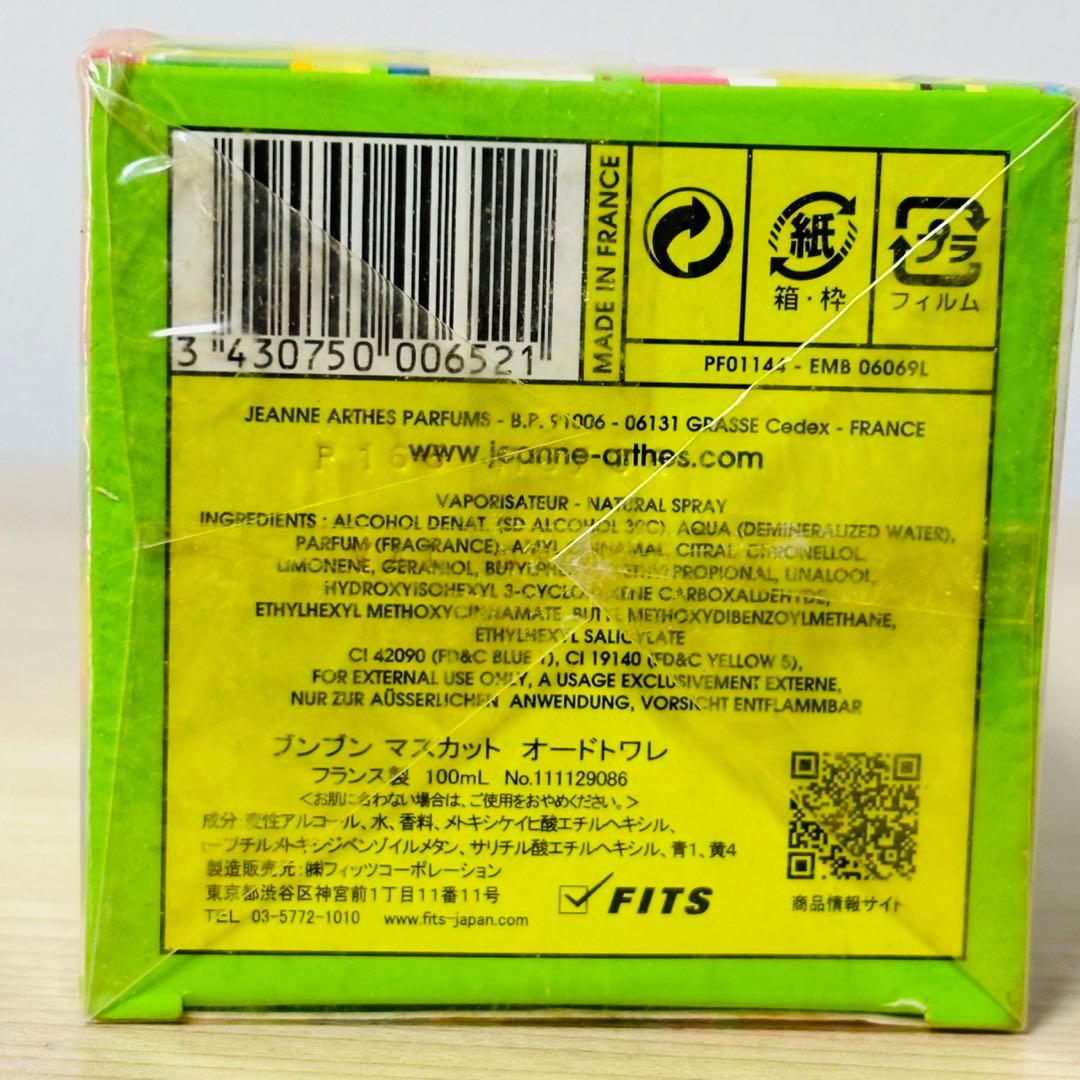 3 430750 006521
MADE IN FRANCE
紙
箱・枠
プラ
フィルム
PF01144 - EMB 06069L
JEANNE ARTHES PARFUMS - B.P. 91006 - 06131 GRASSE Cedex - FRANCE
www.jeanne-arthes.com
VAPORISATEUR - NATURAL SPRAY
INGREDIENTS : ALCOHOL DENAT. (SD ALCOHOL 39C), AQUA (DEMINERALIZED WATER),
PARFUM (FRAGRANCE), AMYL CINNAMAL, CITRAL, CITRONELLOL,
LIMONENE, GERANIOL, PROPIONAL, LINALOOL,
HYDROXYISOHEXYL 3-CYCLOHEXENE CARBOXALDEHYDE,
ETHYLHEXYL METHOXYCINNAMATE, BUTYL METHOXYDIBENZOYLMETHANE,
ETHYLHEXYL SALICYLATE
CI 42090 (FD&C BLUE 1), CI 19140 (FD&C YELLOW 5),
FOR EXTERNAL USE ONLY, A USAGE EXCLUSIVEMENT EXTERNE,
NUR ZUR AÜSSERLICHEN ANWENDUNG, VORSICHT ENTFLAMMBAR
ブンブン マスカット オードトワレ
フランス製 100mL No.111129086
＜お肌に合わない場合は、ご使用をおやめください。＞
成分:変性アルコール、水、香料、メトキシケイヒ酸エチルヘキシル、
t-ブチルメトキシジベンゾイルメタン、サリチル酸エチルヘキシル、青1、黄4
製造販売元:㈱フィッツコーポレーション
東京都渋谷区神宮前1丁目11番11号
TEL 03-5772-1010 www.fits-japan.com
FITS
商品情報サイト